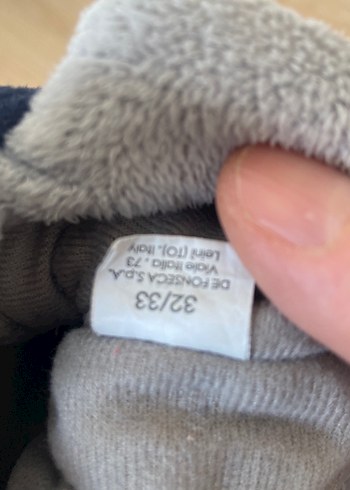 32/33
DE FONSECA S.p.A.
Viale Italia, 73
Leinì (TO), Italy